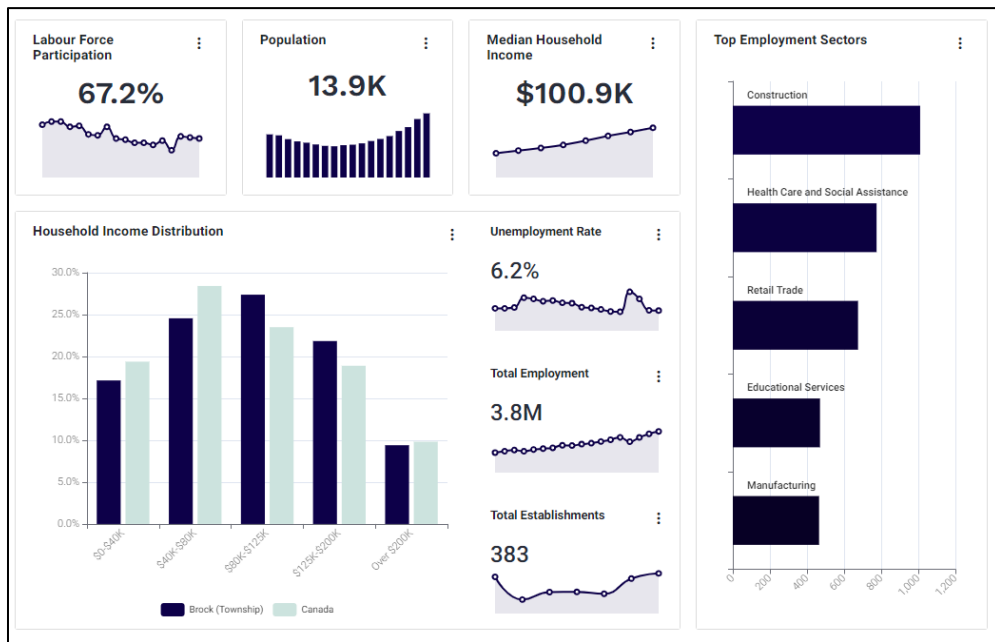 Labour Force
Participation
67.2%
Population
13.9K
Median Household
Income
$100.9K
Top Employment Sectors
Construction
Health Care and Social Assistance
Retail Trade
Educational Services
Manufacturing
0
200
400
600
800
1,000
1,200
Household Income Distribution
30.0%
25.0%
20.0%
15.0%
10.0%
5.0%
0.0%
$0-$40K
$40K-$80K
$80K-$125K
$125K-$200K
Over $200K
Brock (Township)
Canada
Unemployment Rate
6.2%
Total Employment
3.8M
Total Establishments
383